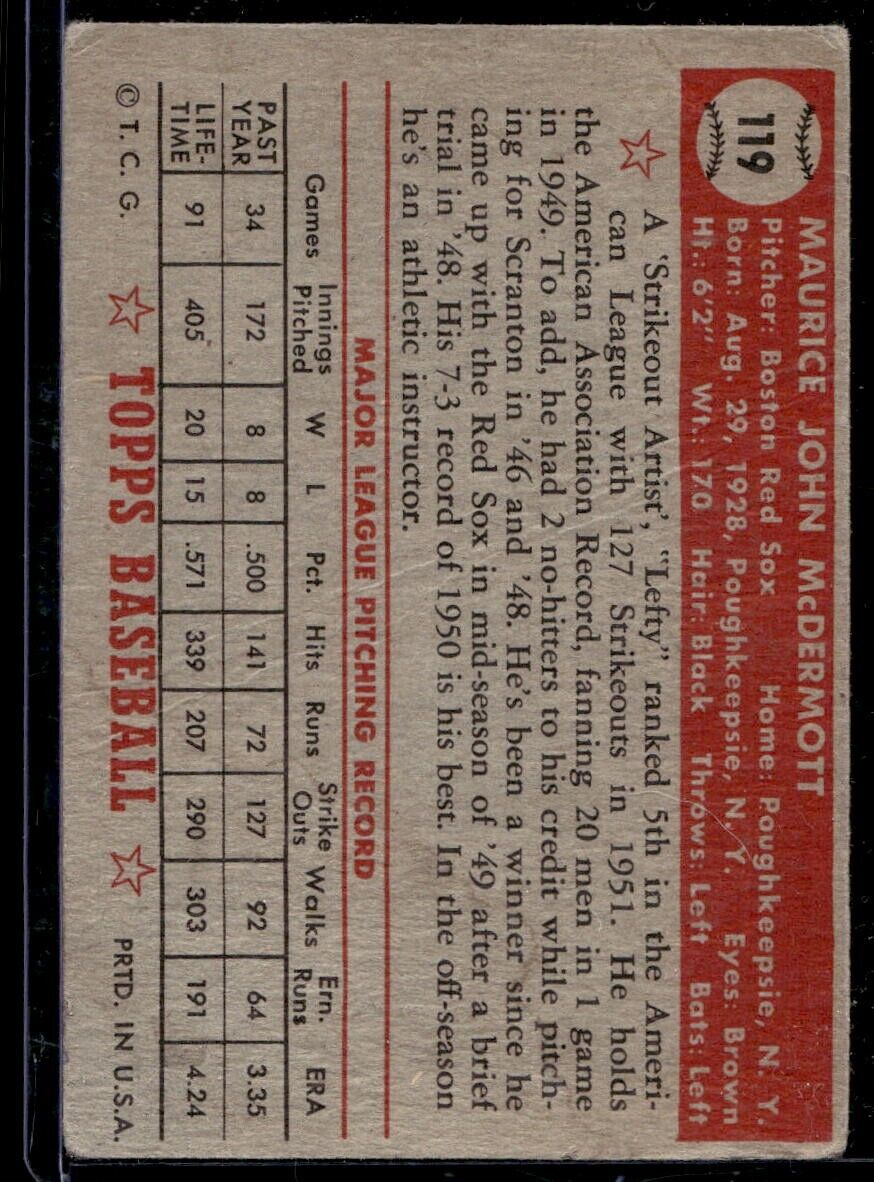 119
MAURICE JOHN McDERMOTT
Pitcher: Boston Red Sox Home: Poughkeepsie, N. Y.
Born: Aug. 29, 1928, Poughkeepsie, N. Y. Eyes: Brown
Ht.: 6'2" Wt.: 170 Hair: Black Throws: Left Bats: Left
A 'Strikeout Artist', "Lefty" ranked 5th in the Ameri-
can League with 127 Strikeouts in 1951. He holds
the American Association Record, fanning 20 men in 1 game
in 1949. To add, he had 2 no-hitters to his credit while pitch-
ing for Scranton in '46 and '48. He's been a winner since he
came up with the Red Sox in mid-season of '49 after a brief
trial in '48. His 7-3 record of 1950 is his best. In the off-season
he's an athletic instructor.
MAJOR LEAGUE PITCHING RECORD
Games Innings Pitched W L Pct. Hits Runs Strike Outs Walks Ern. Runs ERA
PAST YEAR 34 172 8 8 .500 141 72 127 92 64 3.35
LIFE-TIME 91 405 20 15 .571 339 207 290 303 191 4.24
© T. C. G. TOPPS BASEBALL PRTD. IN U.S.A.